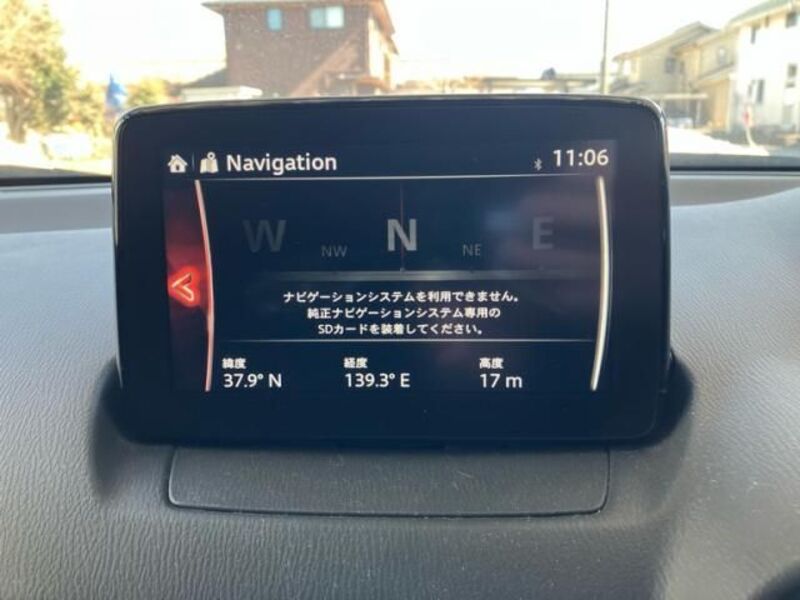 Navigation
11:06
W NW N NE E
ナビゲーションシステムを利用できません。
純正ナビゲーションシステム専用の
SDカードを装着してください。
緯度 経度 高度
37.9° N 139.3° E 17 m